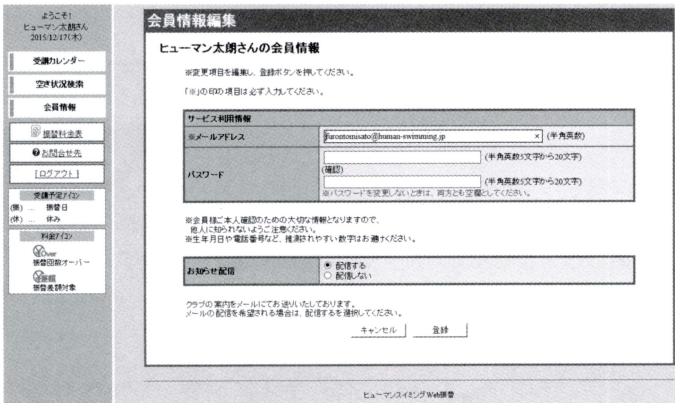 ようこそ!
ヒューマン太朗さん
2015/12/17(木)
受講カレンダー
空き状況検索
会員情報
振替料金表
お問合せ先
[ログアウト]
受講予定アイコン
(振) … 振替日
(休) … 休み
料金アイコン
Over
振替回数オーバー
振替差額対象
会員情報編集
ヒューマン太朗さんの会員情報
※変更項目を編集し、登録ボタンを押してください。
「※」の印の項目は必ず入力してください。
サービス利用情報
※メールアドレス
furontomisato@human-swimming.jp × (半角英数)
パスワード
(半角英数5文字から20文字)
(確認)
(半角英数5文字から20文字)
※パスワードを変更しないときは、両方とも空欄としてください。
※会員様ご本人確認のための大切な情報となりますので、
他人に知られないようご注意ください。
※生年月日や電話番号など、推測されやすい数字はお避けください。
お知らせ配信
配信する
配信しない
クラブの案内をメールにてお送りいたしております。
メールの配信を希望される場合は、配信するを選択してください。
キャンセル 登録
ヒューマンスイミングWeb振替